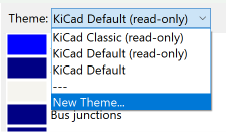 Theme: KiCad Default (read-only)
KiCad Classic (read-only)
KiCad Default (read-only)
KiCad Default
---
New Theme...
Bus junctions